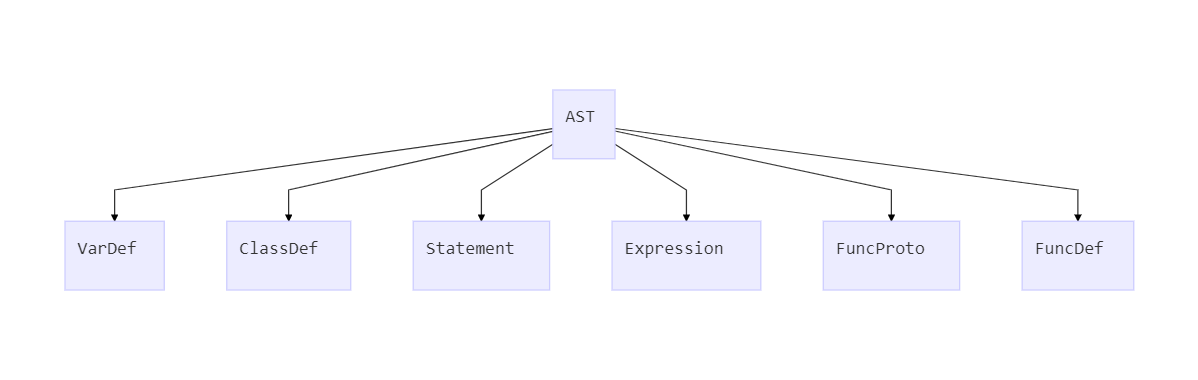 AST
VarDef
ClassDef
Statement
Expression
FuncProto
FuncDef